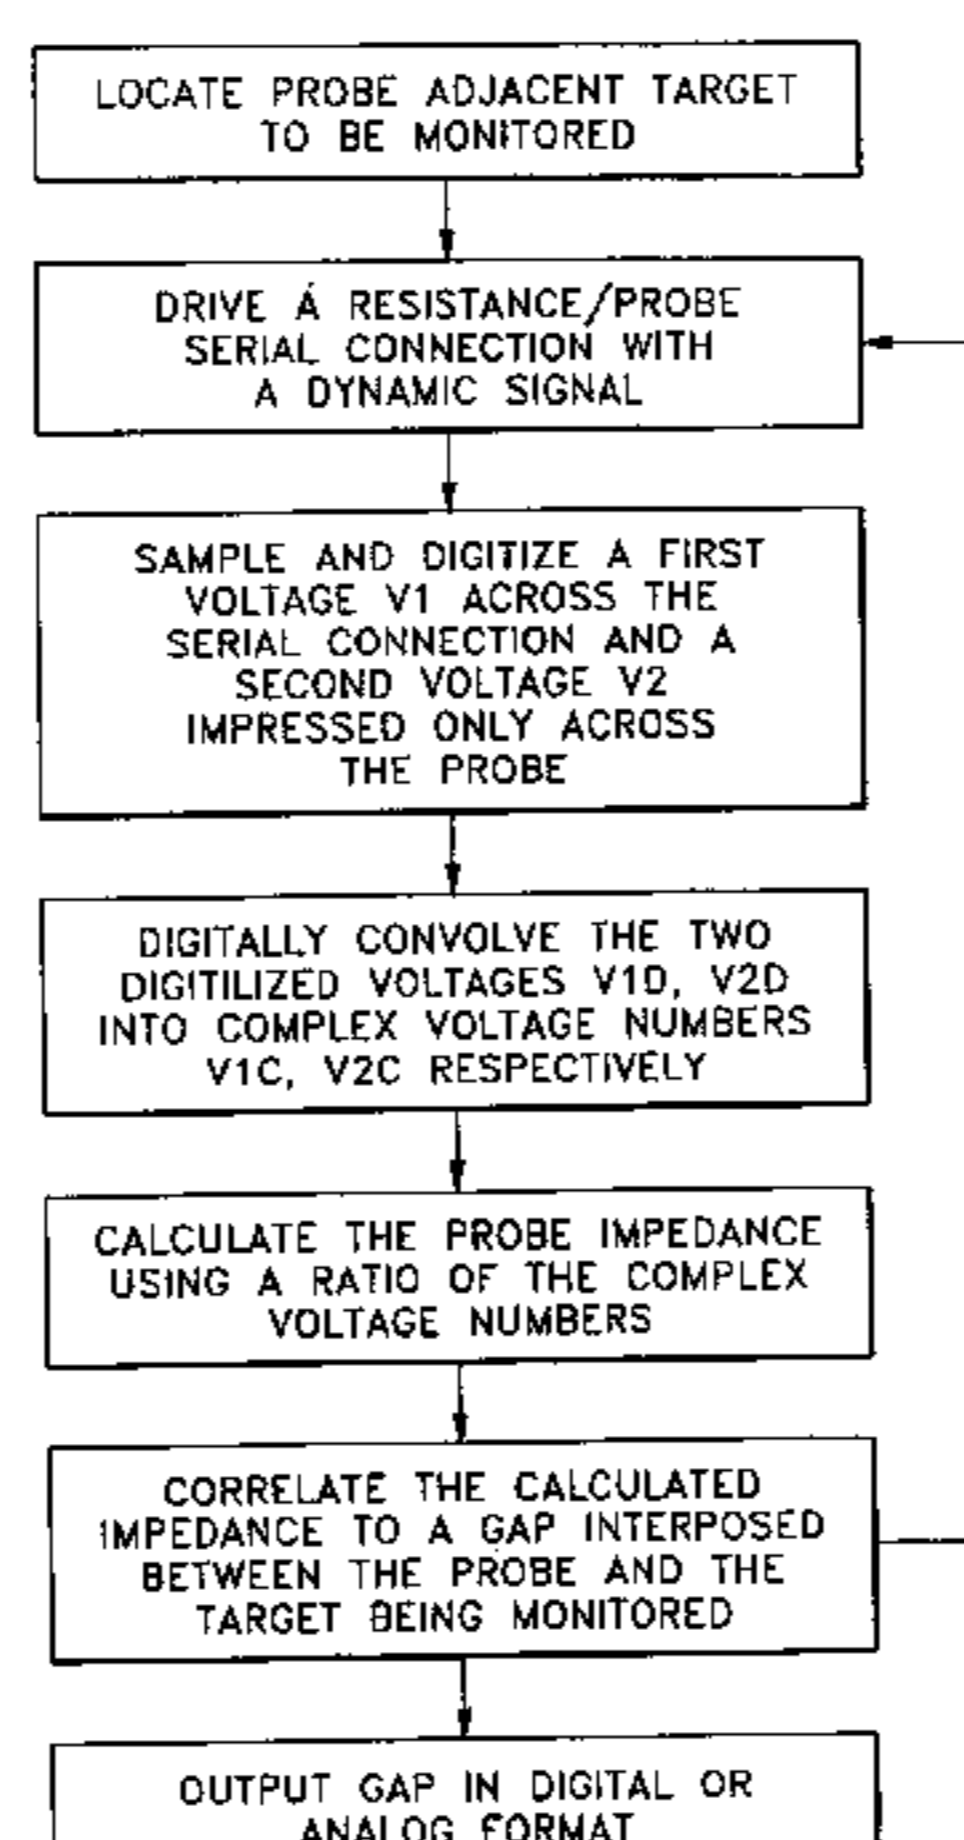 LOCATE PROBE ADJACENT TARGET
TO BE MONITORED
DRIVE A RESISTANCE/PROBE
SERIAL CONNECTION WITH
A DYNAMIC SIGNAL
SAMPLE AND DIGITIZE A FIRST
VOLTAGE V1 ACROSS THE
SERIAL CONNECTION AND A
SECOND VOLTAGE V2
IMPRESSED ONLY ACROSS
THE PROBE
DIGITALLY CONVOLVE THE TWO
DIGITILIZED VOLTAGES V1D, V2D
INTO COMPLEX VOLTAGE NUMBERS
V1C, V2C RESPECTIVELY
CALCULATE THE PROBE IMPEDANCE
USING A RATIO OF THE COMPLEX
VOLTAGE NUMBERS
CORRELATE THE CALCULATED
IMPEDANCE TO A GAP INTERPOSED
BETWEEN THE PROBE AND THE
TARGET BEING MONITORED
OUTPUT GAP IN DIGITAL OR
ANALOG FORMAT